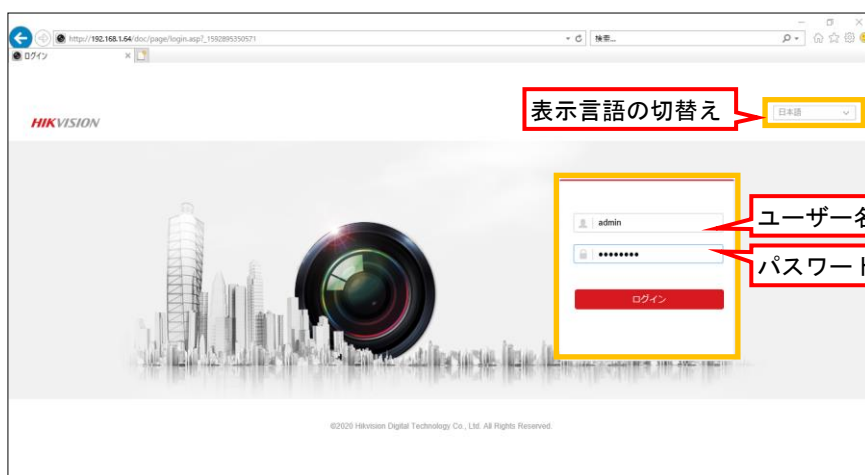 http://192.168.1.64/doc/page/login.asp?_1592895350571
検索...
ログイン
HIKVISION
表示言語の切替え
日本語
admin
ユーザー名
••••••••
パスワード
ログイン
©2020 Hikvision Digital Technology Co., Ltd. All Rights Reserved.